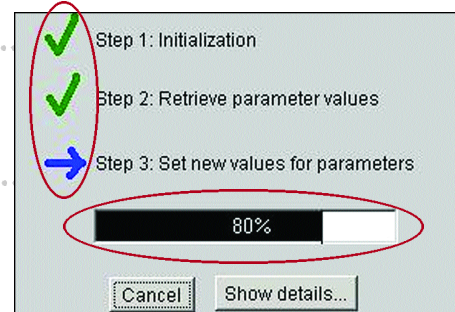 Step 1: Initialization
Step 2: Retrieve parameter values
Step 3: Set new values for parameters
80%
Cancel
Show details...